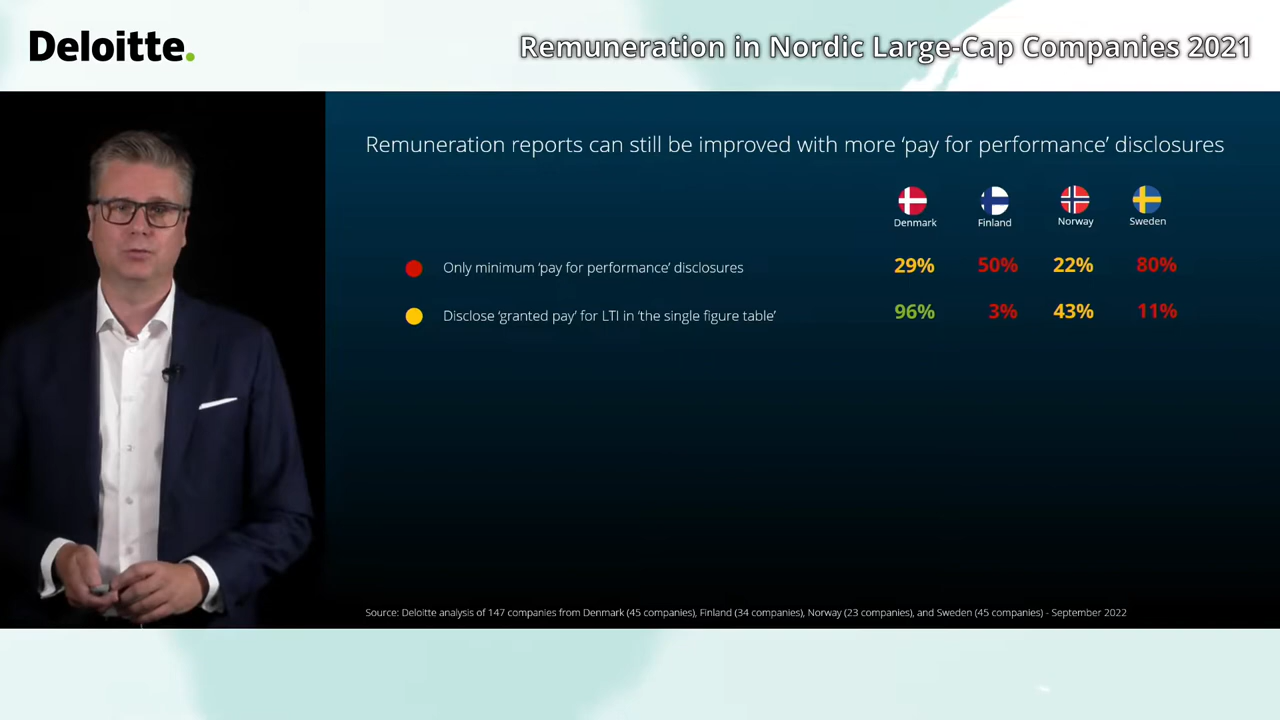 Deloitte.
Remuneration in Nordic Large-Cap Companies 2021
Remuneration reports can still be improved with more ‘pay for performance’ disclosures
Denmark Finland Norway Sweden
Only minimum ‘pay for performance’ disclosures 29% 50% 22% 80%
Disclose ‘granted pay’ for LTI in ‘the single figure table’ 96% 3% 43% 11%
Source: Deloitte analysis of 147 companies from Denmark (45 companies), Finland (34 companies), Norway (23 companies), and Sweden (45 companies) - September 2022